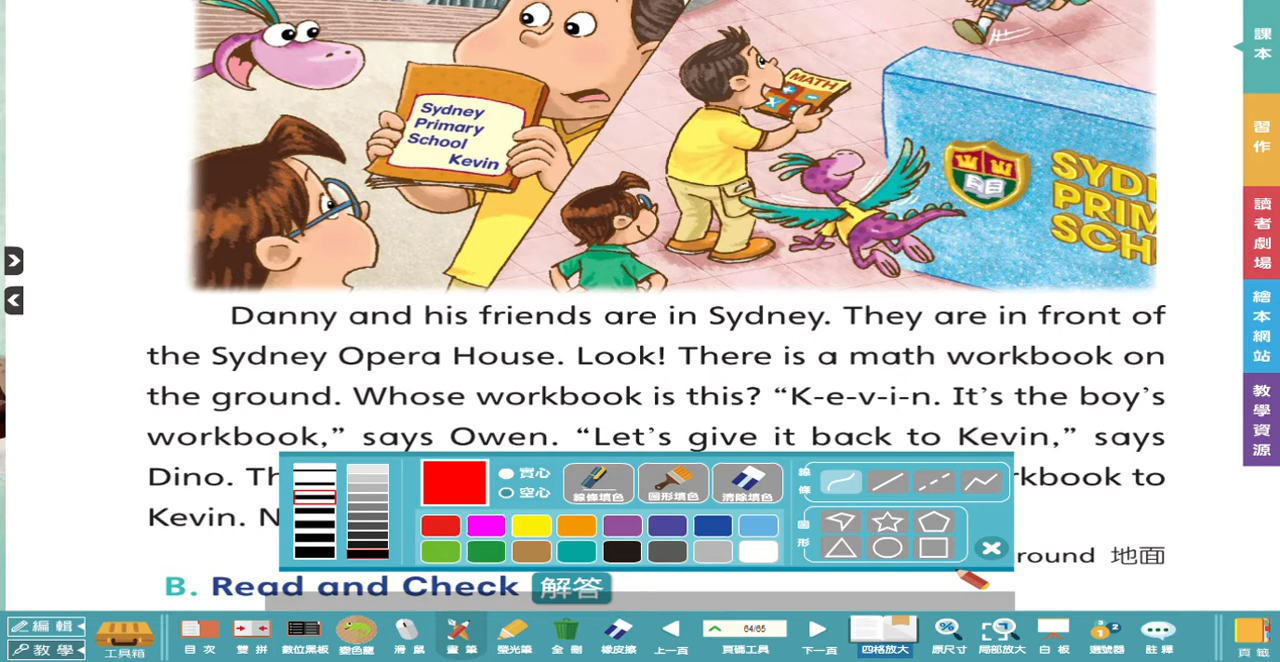 Sydney
Primary
School
Kevin
MATH
SYD
PRIM
SCH
Danny and his friends are in Sydney. They are in front of
the Sydney Opera House. Look! There is a math workbook on
the ground. Whose workbook is this? “K-e-v-i-n. It’s the boy’s
workbook,” says Owen. “Let’s give it back to Kevin,” says
Dino. Th
rkbook to
Kevin. N
round 地面
B. Read and Check 解答
實心
空心
線條填色
圖形填色
清除填色
線條
圖形
課本
習作
讀者劇場
繪本網站
教學資源
編輯
教學
工具箱
目次
雙拼
數位黑板
變色龍
滑鼠
畫筆
螢光筆
全刪
橡皮擦
上一頁
64/65
頁碼工具
下一頁
四格放大
原尺寸
局部放大
白板
選號器
註釋
頁籤